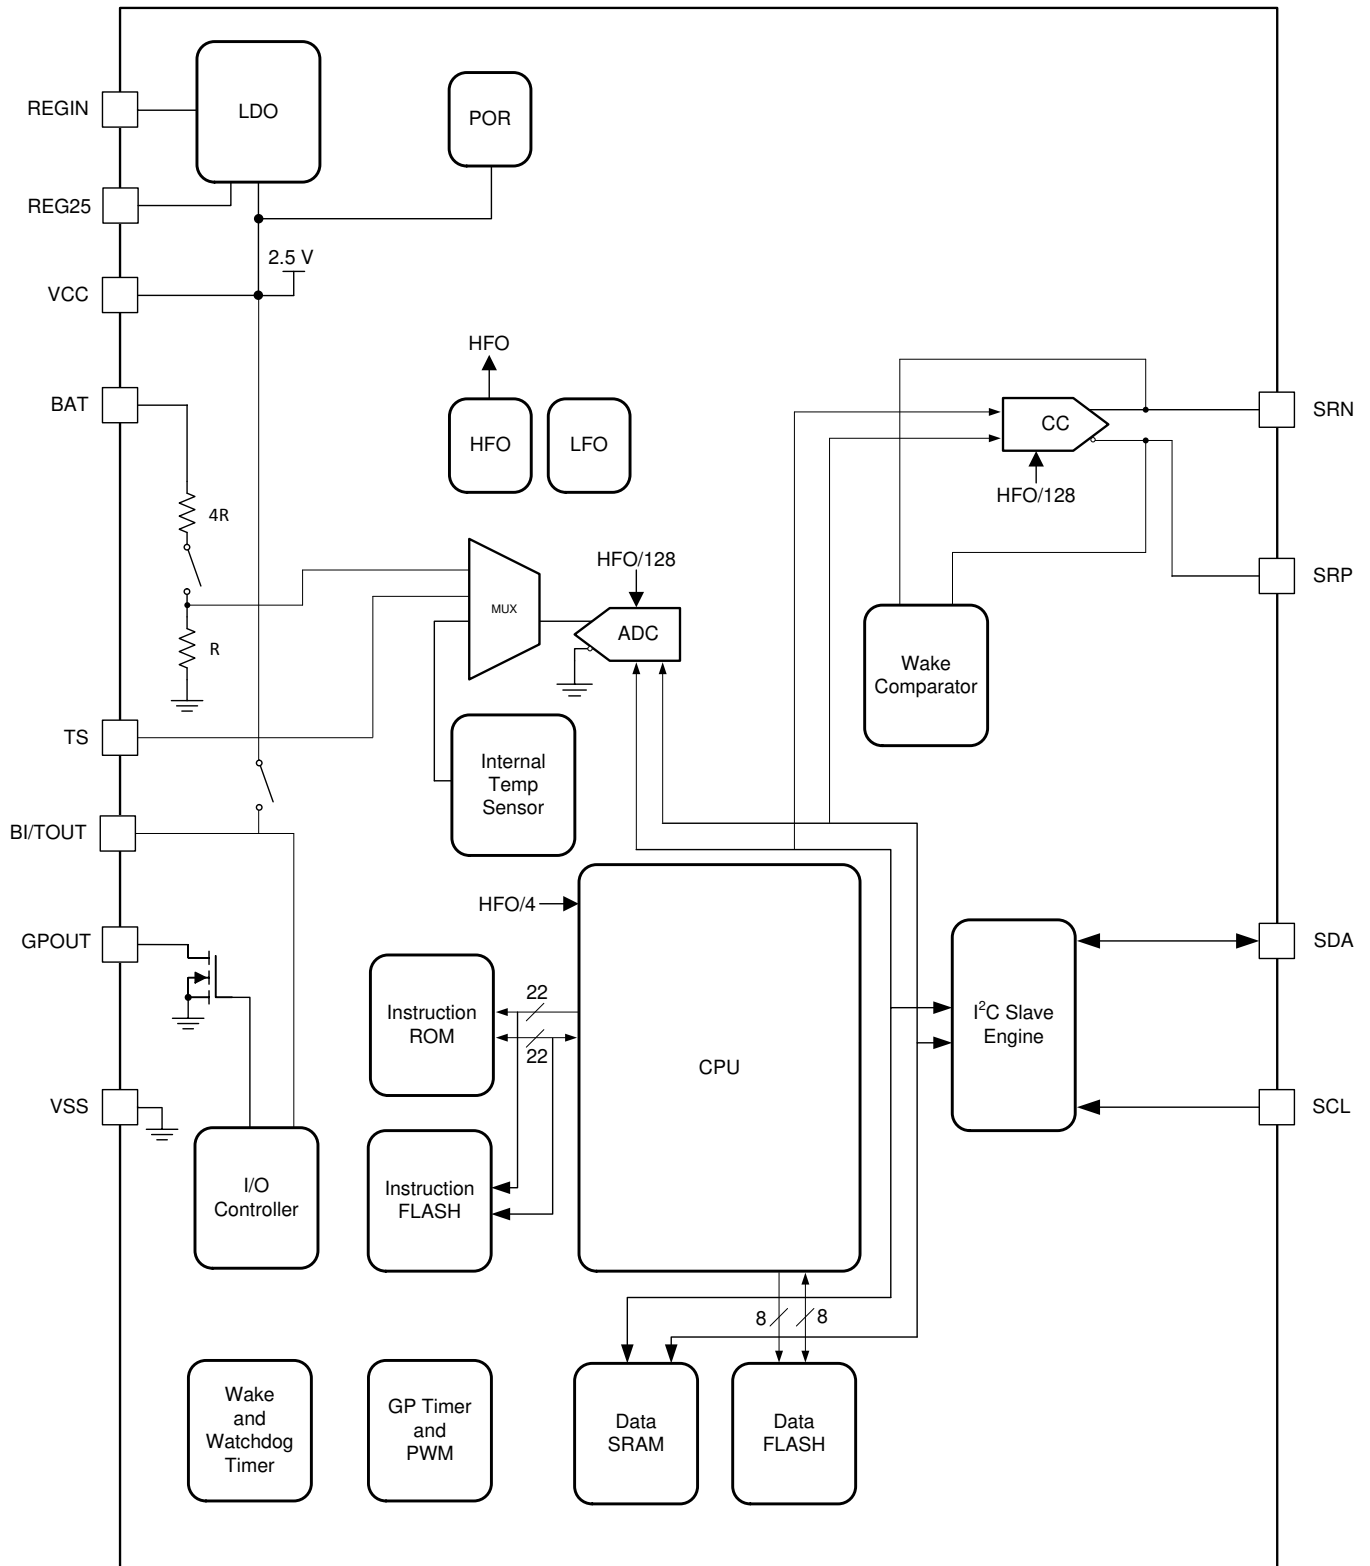 REGIN
LDO
POR
REG25
2.5 V
VCC
HFO
BAT
HFO
LFO
CC
SRN
HFO/128
4R
HFO/128
SRP
MUX
ADC
R
Wake
Comparator
TS
Internal
Temp
Sensor
BI/TOUT
HFO/4
GPOUT
SDA
22
Instruction
ROM
22
I²C Slave
Engine
CPU
VSS
SCL
I/O
Controller
Instruction
FLASH
8
8
Wake
and
Watchdog
Timer
GP Timer
and
PWM
Data
SRAM
Data
FLASH